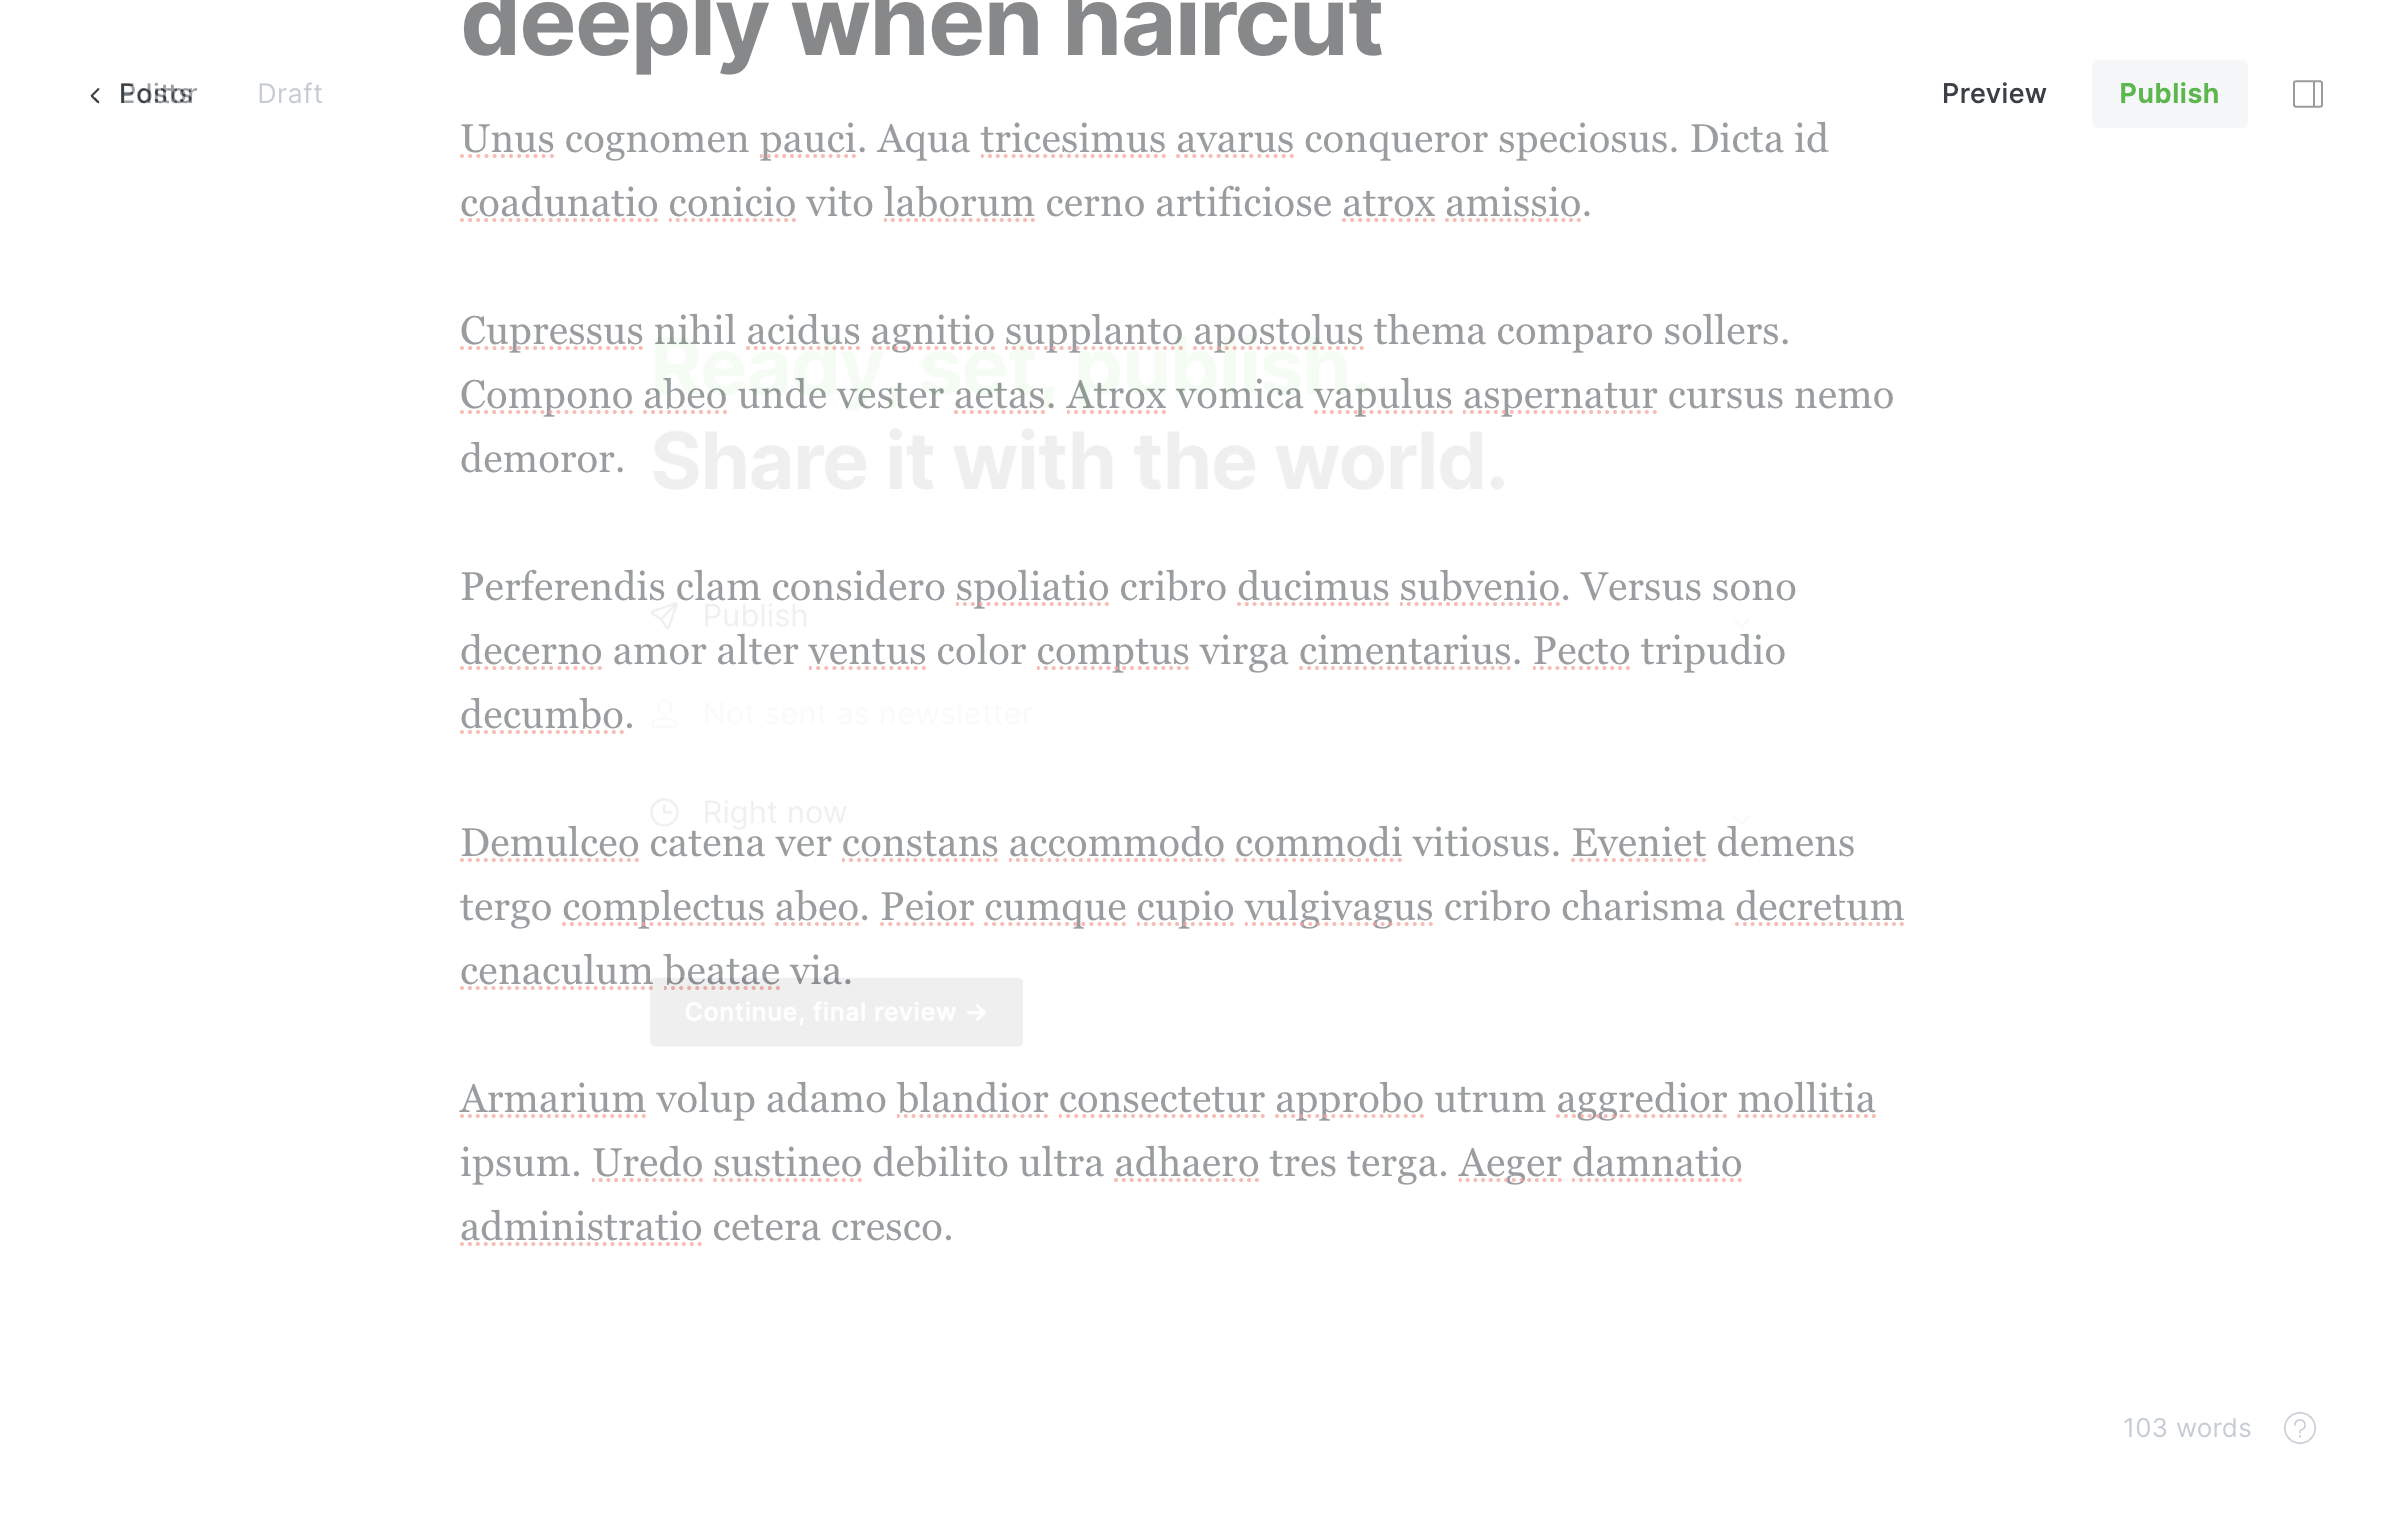 deeply when haircut
Posts
Editor
Draft
Preview
Publish
Unus cognomen pauci. Aqua tricesimus avarus conqueror speciosus. Dicta id
coadunatio conicio vito laborum cerno artificiose atrox amissio.
Cupressus nihil acidus agnitio supplanto apostolus thema comparo sollers.
Ready, set, publish.
Compono abeo unde vester aetas. Atrox vomica vapulus aspernatur cursus nemo
demoror.
Share it with the world.
Perferendis clam considero spoliatio cribro ducimus subvenio. Versus sono
Publish
decerno amor alter ventus color comptus virga cimentarius. Pecto tripudio
decumbo.
Not sent as newsletter
Right now
Demulceo catena ver constans accommodo commodi vitiosus. Eveniet demens
tergo complectus abeo. Peior cumque cupio vulgivagus cribro charisma decretum
cenaculum beatae via.
Continue, final review →
Armarium volup adamo blandior consectetur approbo utrum aggredior mollitia
ipsum. Uredo sustineo debilito ultra adhaero tres terga. Aeger damnatio
administratio cetera cresco.
103 words
?